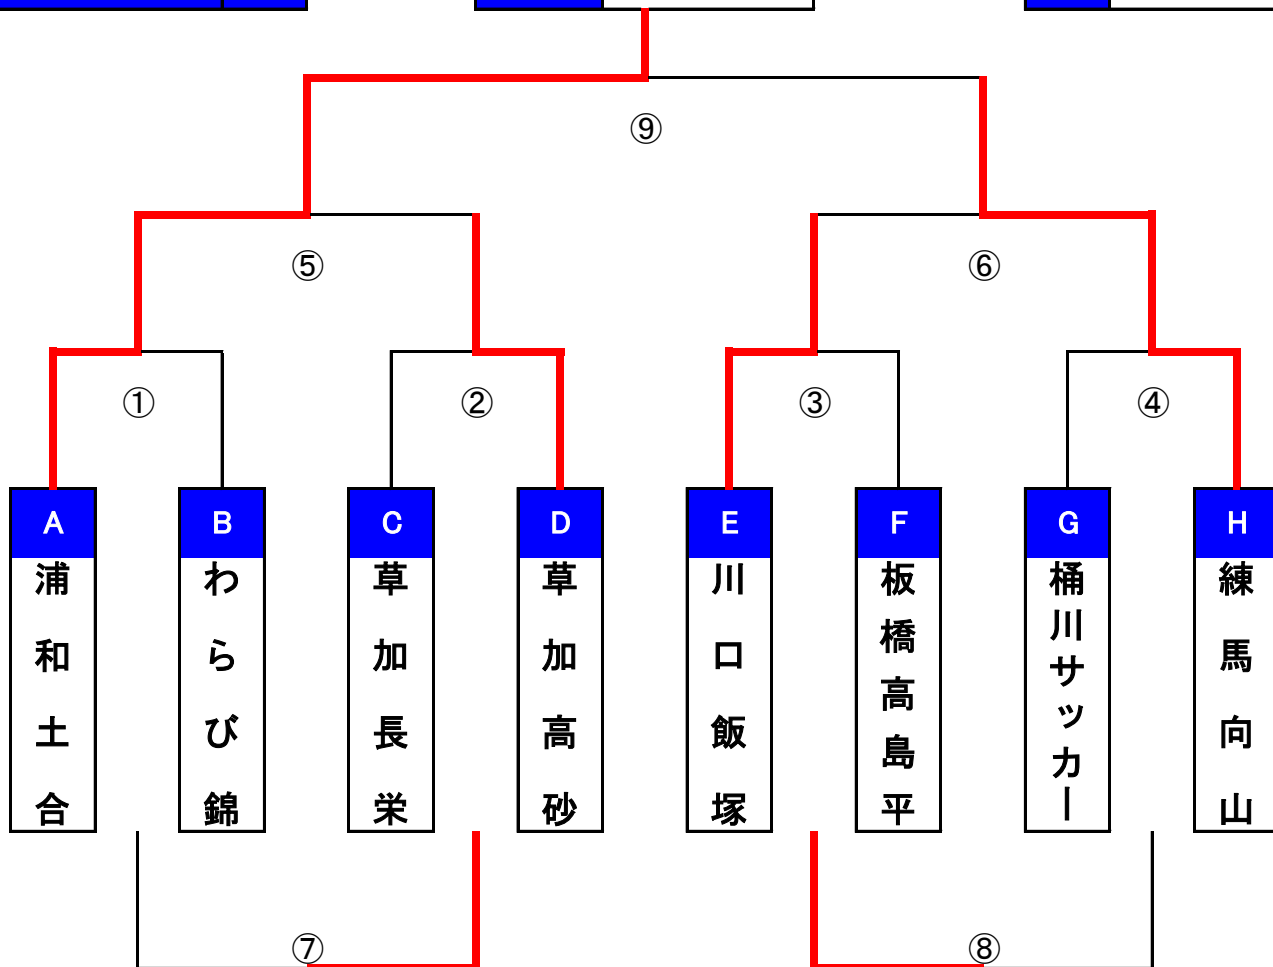 ⑨
⑤
⑥
①
②
③
④
A
B
C
D
E
F
G
H
浦和土合
わらび錦
草加長栄
草加高砂
川口飯塚
板橋高島平
桶川サッカー
練馬向山
⑦
⑧